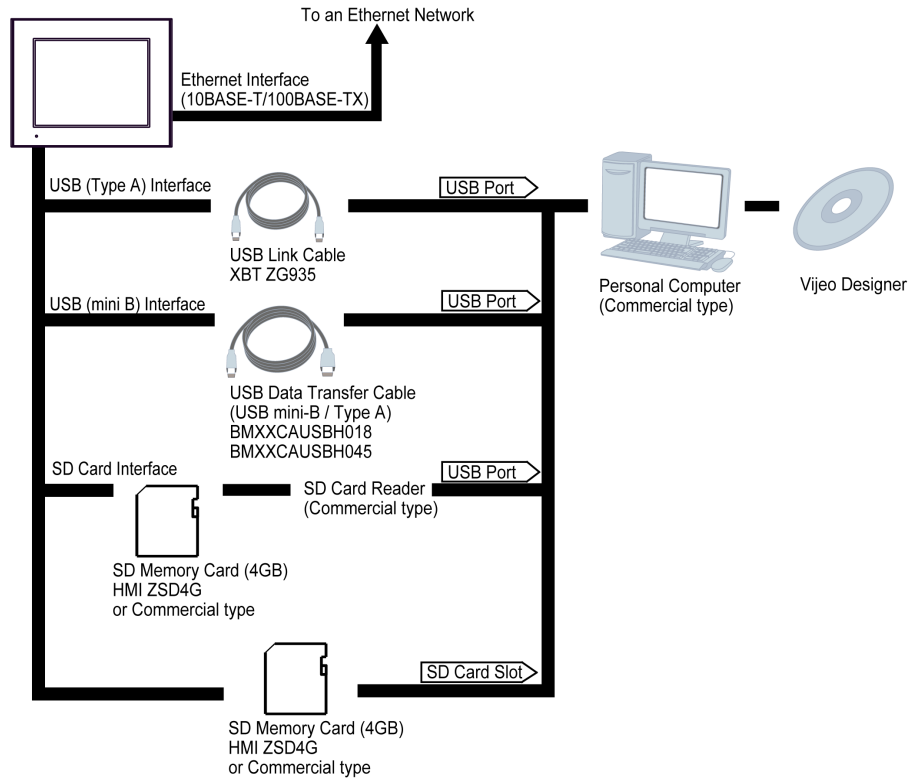 To an Ethernet Network
Ethernet Interface
(10BASE-T/100BASE-TX)
USB (Type A) Interface
USB Port
USB Link Cable
XBT ZG935
Personal Computer
(Commercial type)
Vijeo Designer
USB (mini B) Interface
USB Port
USB Data Transfer Cable
(USB mini-B / Type A)
BMXXCAUSBH018
BMXXCAUSBH045
SD Card Interface
USB Port
SD Card Reader
(Commercial type)
SD Memory Card (4GB)
HMI ZSD4G
or Commercial type
SD Card Slot
SD Memory Card (4GB)
HMI ZSD4G
or Commercial type